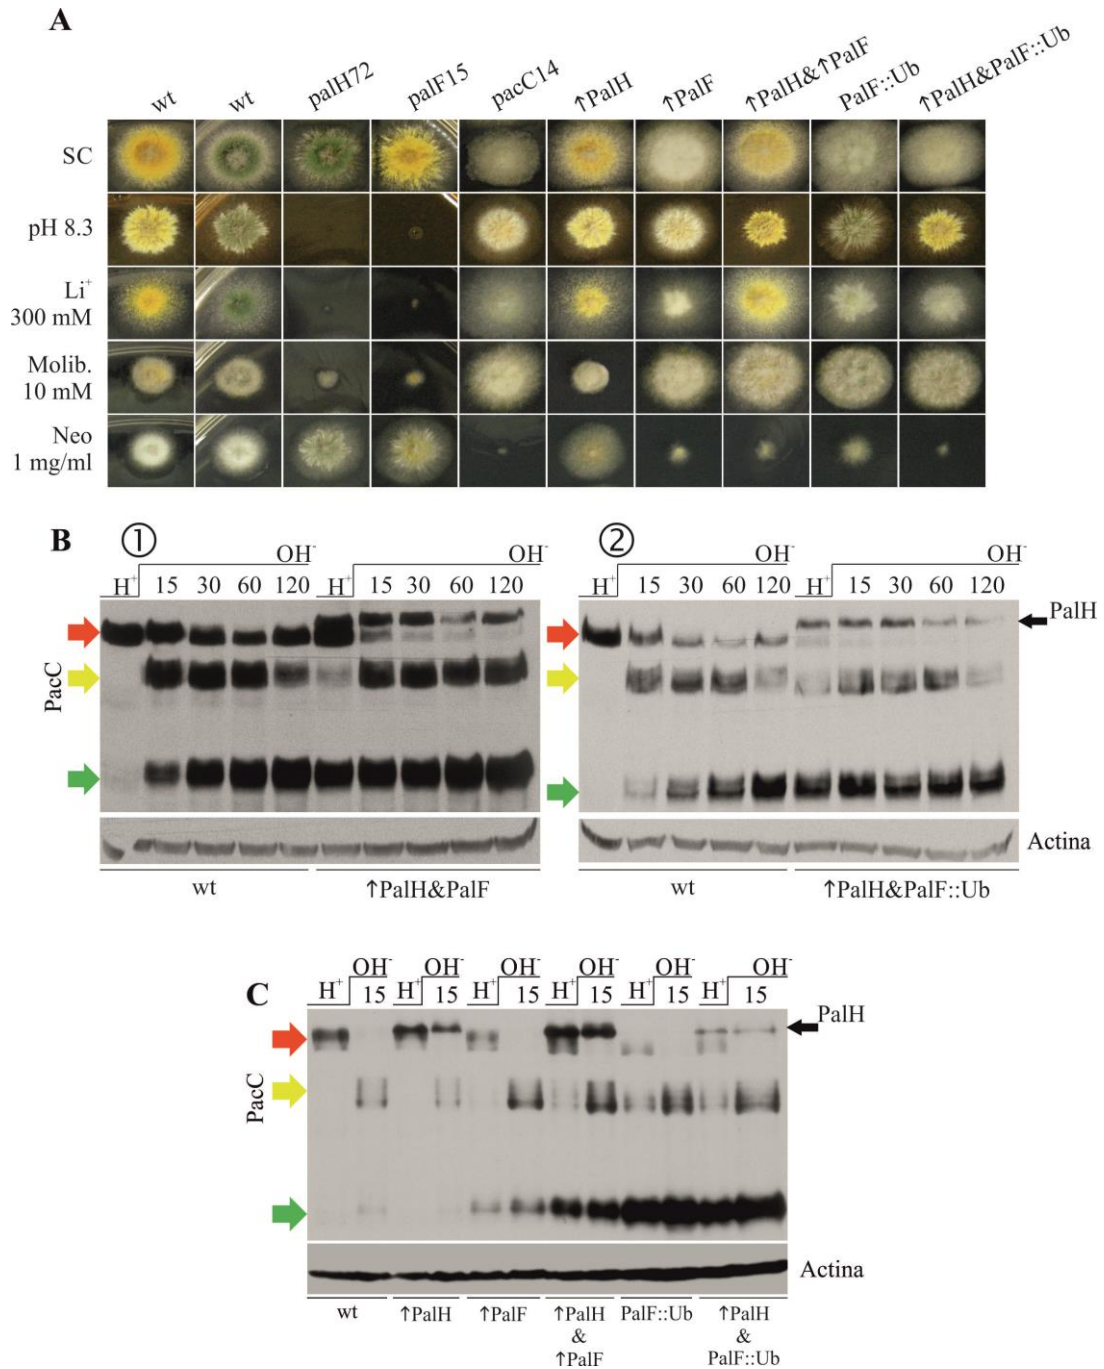 A
wt wt palH72 palF15 pacC14 ↑PalH ↑PalF ↑PalH&↑PalF PalF::Ub ↑PalH&PalF::Ub
SC
pH 8.3
Li⁺
300 mM
Molib.
10 mM
Neo
1 mg/ml
B ① ②
OH⁻ OH⁻ OH⁻ OH⁻
H⁺ 15 30 60 120 H⁺ 15 30 60 120 H⁺ 15 30 60 120 H⁺ 15 30 60 120
PalH
PacC
Actina
wt ↑PalH&PalF wt ↑PalH&PalF::Ub
C
OH⁻ OH⁻ OH⁻ OH⁻ OH⁻ OH⁻
H⁺ 15 H⁺ 15 H⁺ 15 H⁺ 15 H⁺ 15 H⁺ 15
PalH
PacC
Actina
wt ↑PalH ↑PalF ↑PalH PalF::Ub ↑PalH
& &
↑PalF PalF::Ub